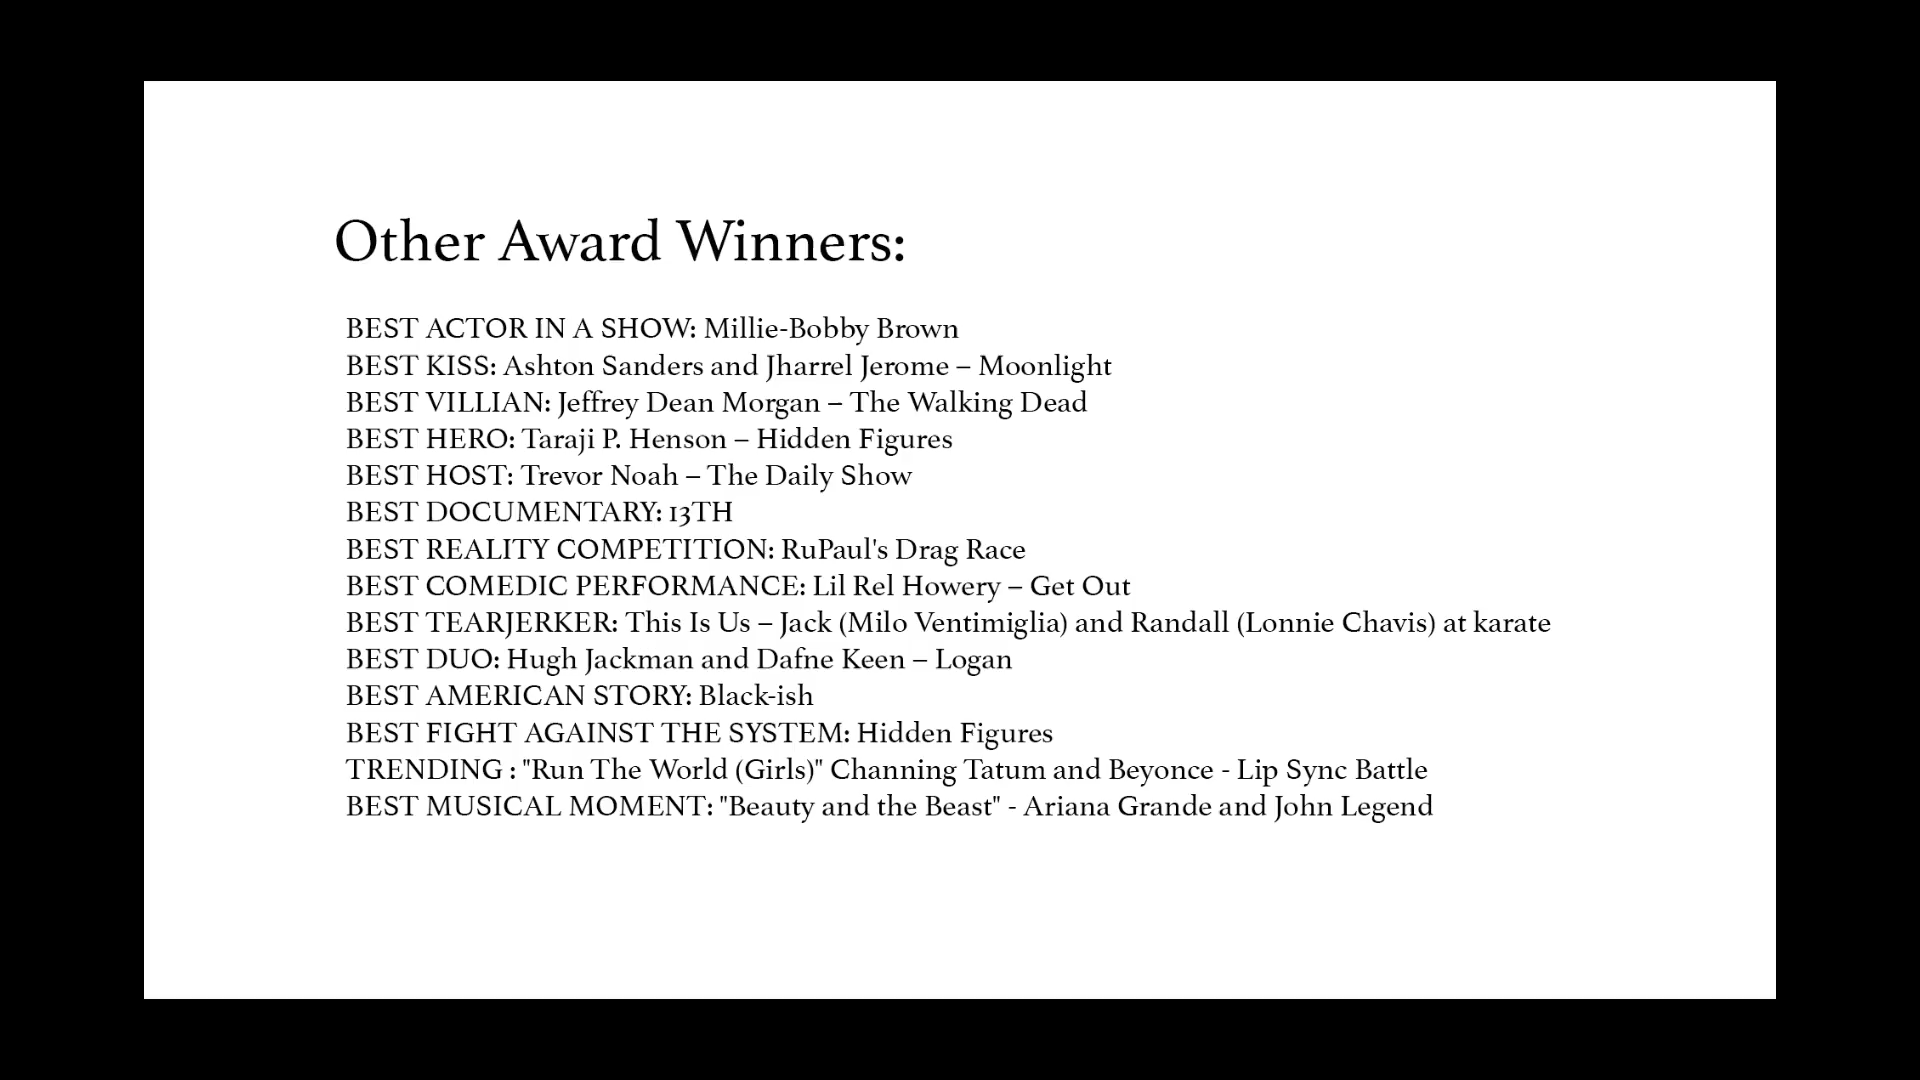 Other Award Winners:
BEST ACTOR IN A SHOW: Millie-Bobby Brown
BEST KISS: Ashton Sanders and Jharrel Jerome – Moonlight
BEST VILLIAN: Jeffrey Dean Morgan – The Walking Dead
BEST HERO: Taraji P. Henson – Hidden Figures
BEST HOST: Trevor Noah – The Daily Show
BEST DOCUMENTARY: 13TH
BEST REALITY COMPETITION: RuPaul's Drag Race
BEST COMEDIC PERFORMANCE: Lil Rel Howery – Get Out
BEST TEARJERKER: This Is Us – Jack (Milo Ventimiglia) and Randall (Lonnie Chavis) at karate
BEST DUO: Hugh Jackman and Dafne Keen – Logan
BEST AMERICAN STORY: Black-ish
BEST FIGHT AGAINST THE SYSTEM: Hidden Figures
TRENDING : "Run The World (Girls)" Channing Tatum and Beyonce - Lip Sync Battle
BEST MUSICAL MOMENT: "Beauty and the Beast" - Ariana Grande and John Legend